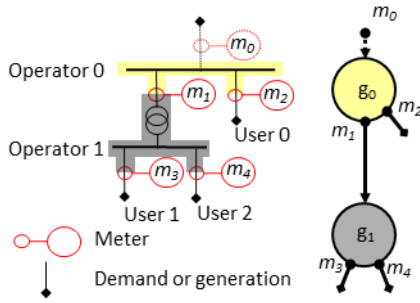 m0
Operator 0
m1
m2
User 0
Operator 1
m3
m4
User 1
User 2
Meter
Demand or generation
m0
g0
m2
m1
g1
m3
m4